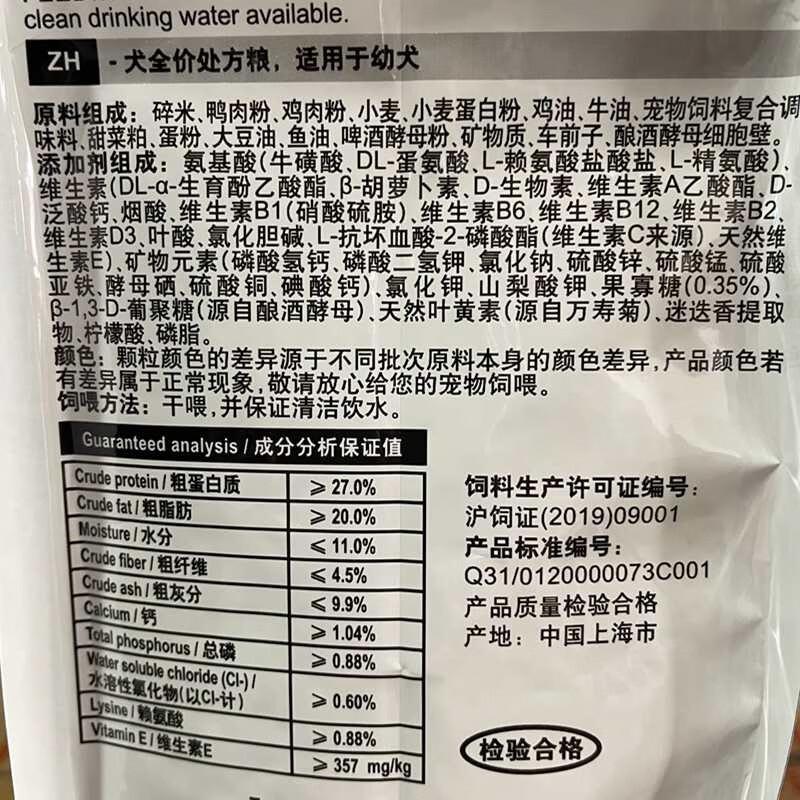 clean drinking water available.
ZH - 犬全价处方粮，适用于幼犬
原料组成：碎米、鸭肉粉、鸡肉粉、小麦、小麦蛋白粉、鸡油、牛油、宠物饲料复合调
味料、甜菜粕、蛋粉、大豆油、鱼油、啤酒酵母粉、矿物质、车前子、酿酒酵母细胞壁。
添加剂组成：氨基酸(牛磺酸、DL-蛋氨酸、L-赖氨酸盐酸盐、L-精氨酸)、
维生素(DL-α-生育酚乙酸酯、β-胡萝卜素、D-生物素、维生素A乙酸酯、D-
泛酸钙、烟酸、维生素B1(硝酸硫胺)、维生素B6、维生素B12、维生素B2、
维生素D3、叶酸、氯化胆碱、L-抗坏血酸-2-磷酸酯(维生素C来源)、天然维
生素E)、矿物元素(磷酸氢钙、磷酸二氢钾、氯化钠、硫酸锌、硫酸锰、硫酸
亚铁、酵母硒、硫酸铜、碘酸钙)、氯化钾、山梨酸钾、果寡糖(0.35%)、
β-1,3-D-葡聚糖(源自酿酒酵母)、天然叶黄素(源自万寿菊)、迷迭香提取
物、柠檬酸、磷脂。
颜色：颗粒颜色的差异源于不同批次原料本身的颜色差异,产品颜色若
有差异属于正常现象,敬请放心给您的宠物饲喂。
饲喂方法：干喂,并保证清洁饮水。
Guaranteed analysis / 成分分析保证值
Crude protein / 粗蛋白质 ⩾ 27.0%
Crude fat / 粗脂肪 ⩾ 20.0%
Moisture / 水分 ⩽ 11.0%
Crude fiber / 粗纤维 ⩽ 4.5%
Crude ash / 粗灰分 ⩽ 9.9%
Calcium / 钙 ⩾ 1.04%
Total phosphorus / 总磷 ⩾ 0.88%
Water soluble chloride (Cl-) /
水溶性氯化物(以Cl-计) ⩾ 0.60%
Lysine / 赖氨酸 ⩾ 0.88%
Vitamin E / 维生素E ⩾ 357 mg/kg
饲料生产许可证编号：
沪饲证(2019)09001
产品标准编号：
Q31/0120000073C001
产品质量检验合格
产地：中国上海市
检验合格